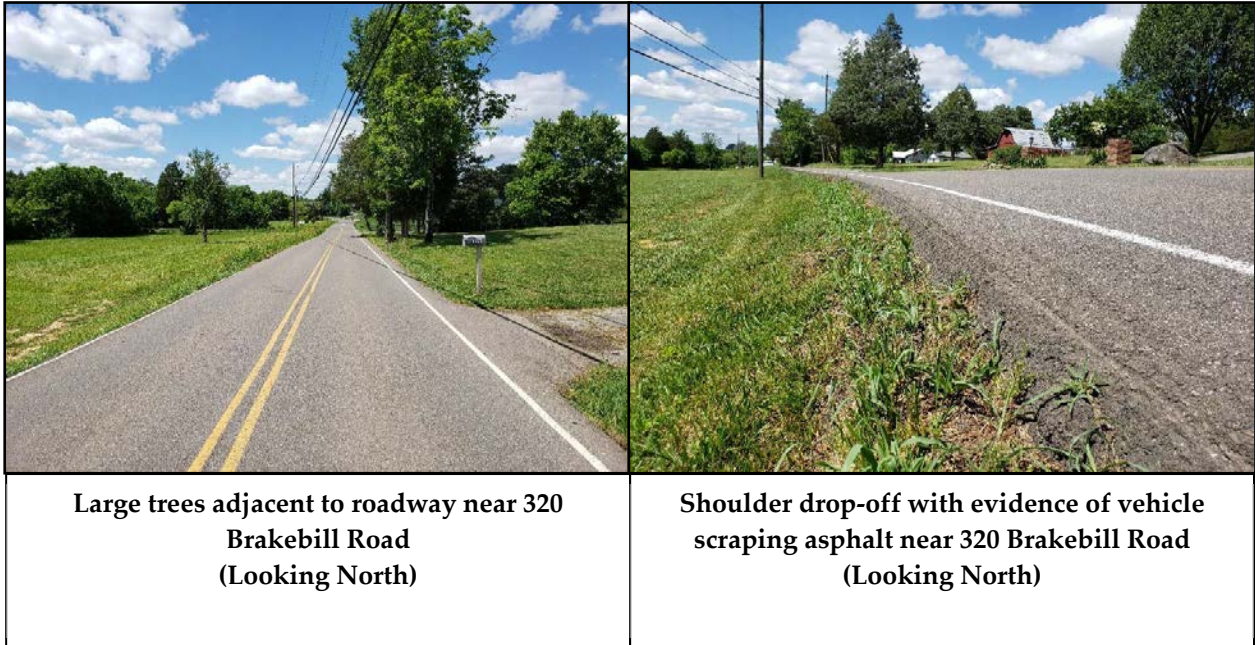 Large trees adjacent to roadway near 320
Brakebill Road
(Looking North)
Shoulder drop-off with evidence of vehicle
scraping asphalt near 320 Brakebill Road
(Looking North)